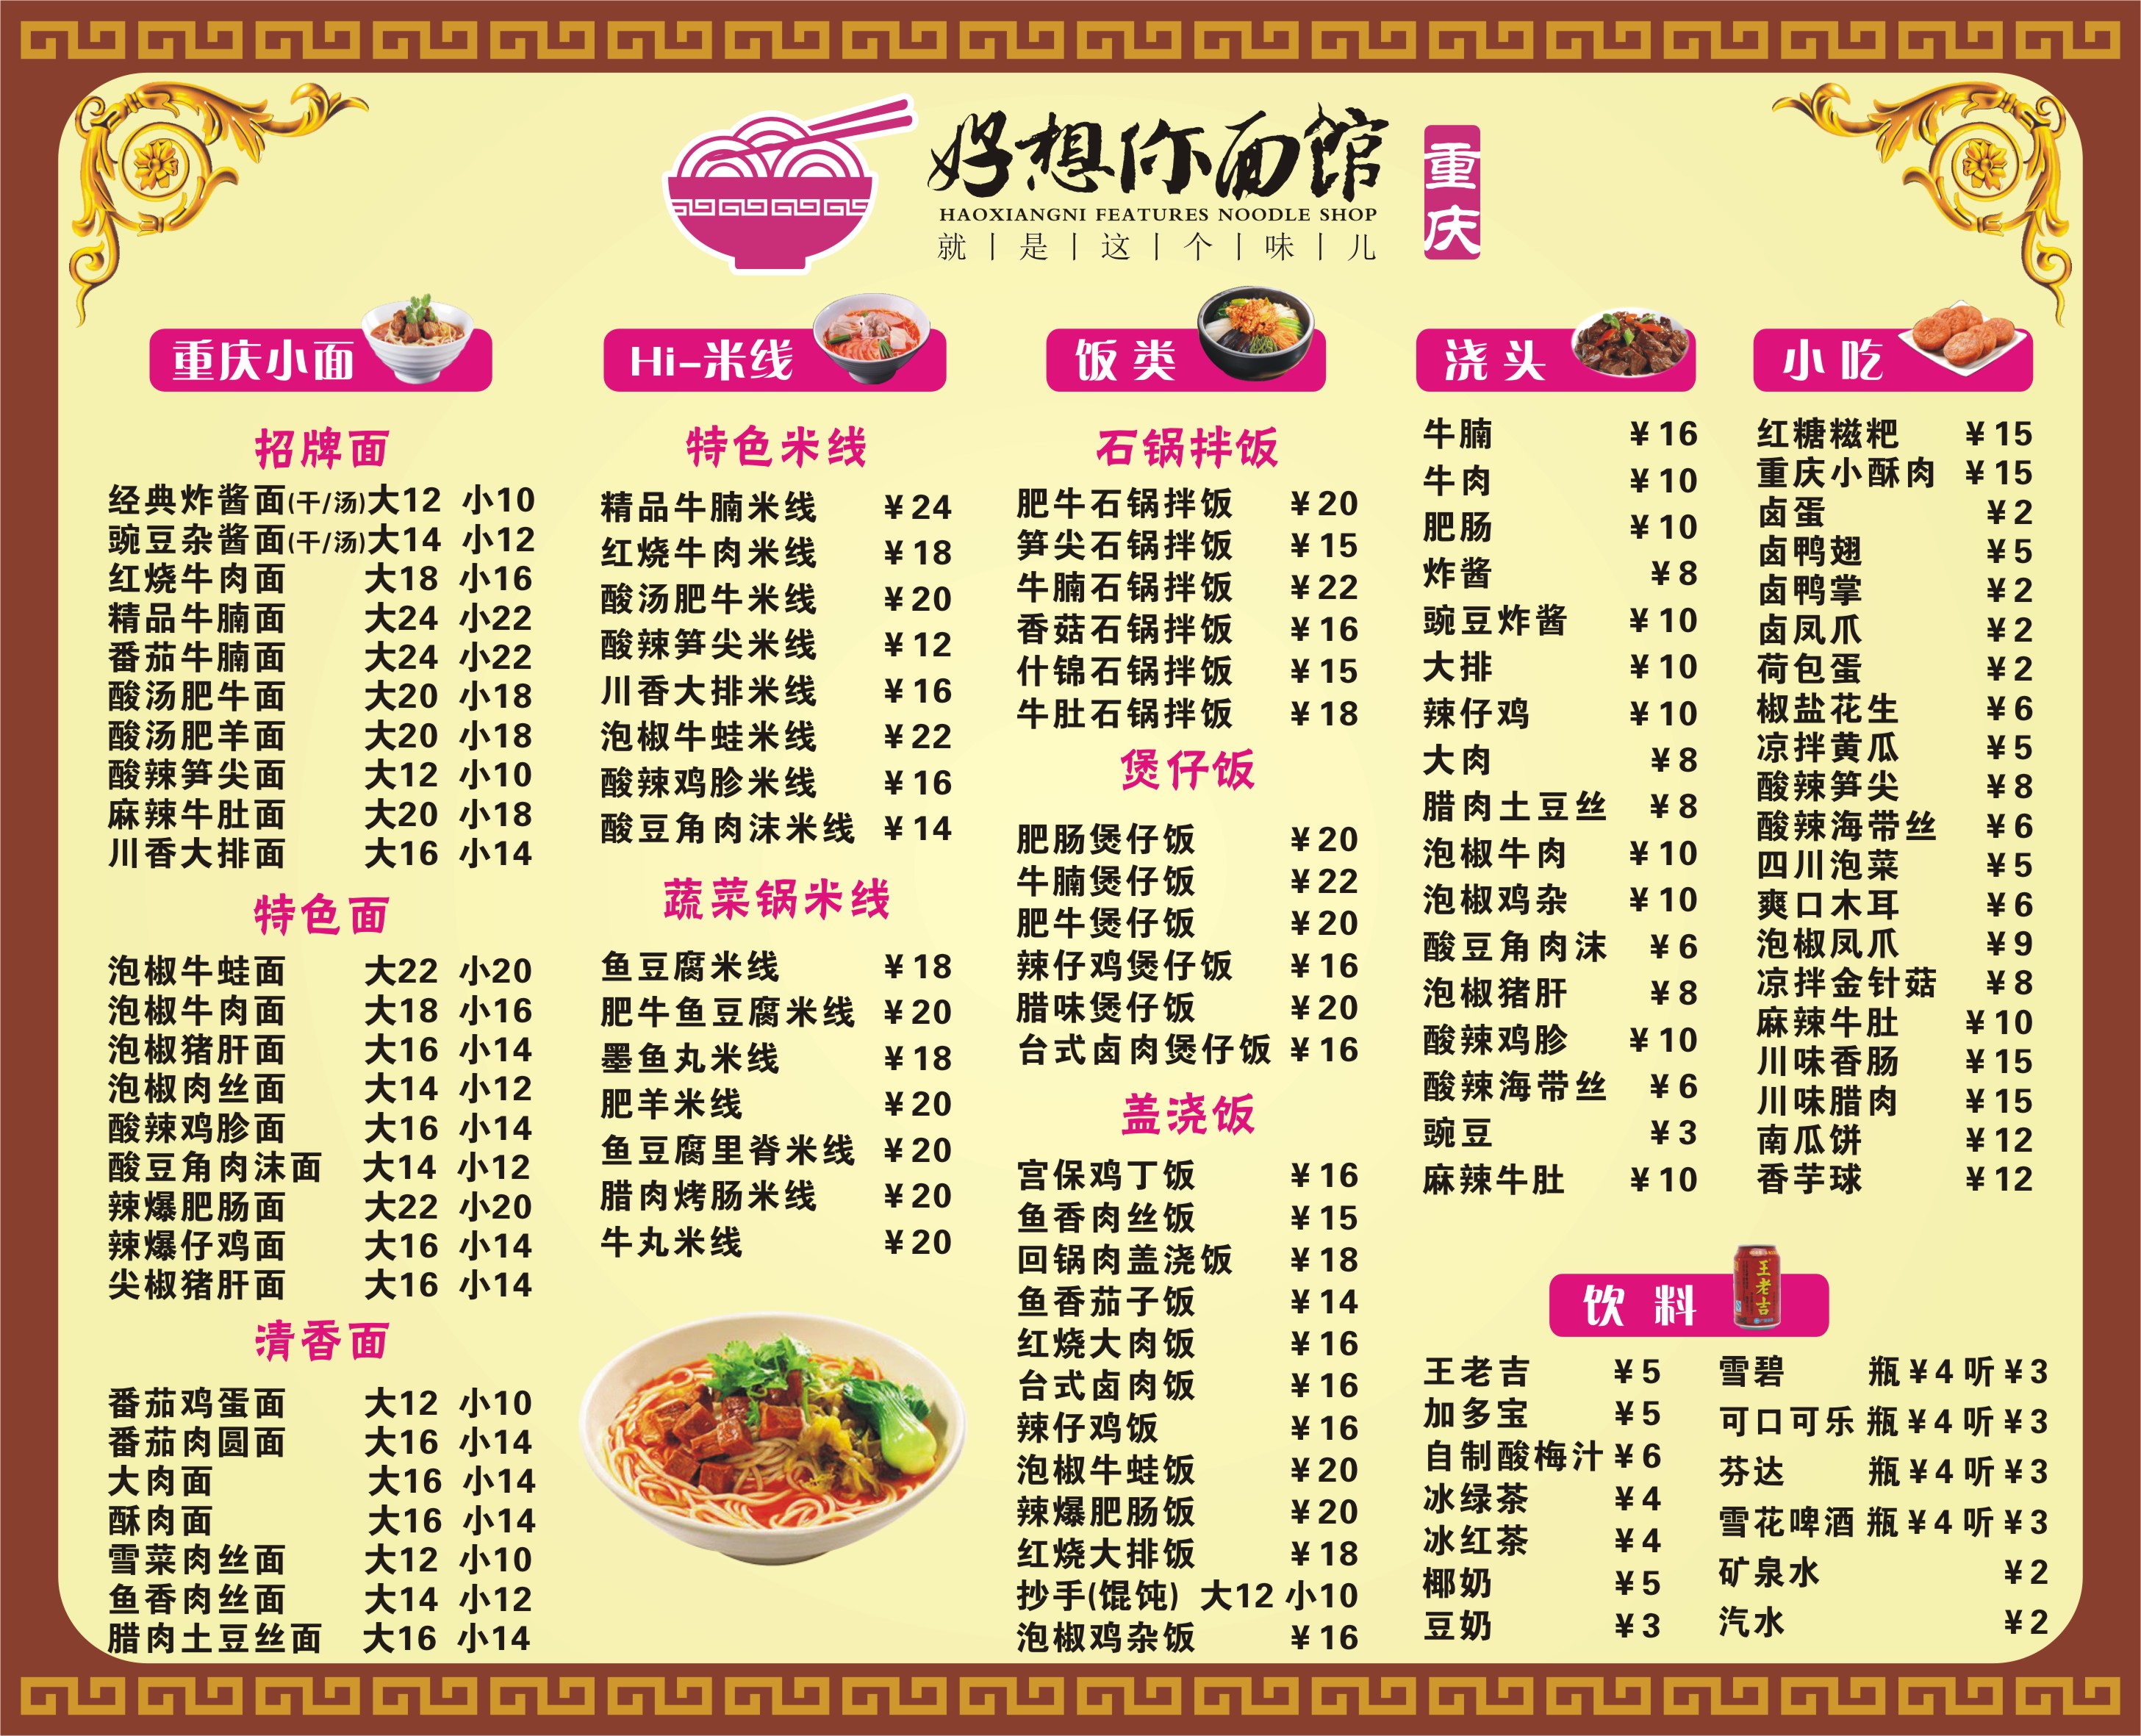 好想你面馆
重庆
HAOXIANGNI FEATURES NOODLE SHOP
就|是|这|个|味|儿
重庆小面
招牌面
经典炸酱面(干/汤)大12 小10
豌豆杂酱面(干/汤)大14 小12
红烧牛肉面 大18 小16
精品牛腩面 大24 小22
番茄牛腩面 大24 小22
酸汤肥牛面 大20 小18
酸汤肥羊面 大20 小18
酸辣笋尖面 大12 小10
麻辣牛肚面 大20 小18
川香大排面 大16 小14
特色面
泡椒牛蛙面 大22 小20
泡椒牛肉面 大18 小16
泡椒猪肝面 大16 小14
泡椒肉丝面 大14 小12
酸辣鸡胗面 大16 小14
酸豆角肉沫面 大14 小12
辣爆肥肠面 大22 小20
辣爆仔鸡面 大16 小14
尖椒猪肝面 大16 小14
清香面
番茄鸡蛋面 大12 小10
番茄肉圆面 大16 小14
大肉面 大16 小14
酥肉面 大16 小14
雪菜肉丝面 大12 小10
鱼香肉丝面 大14 小12
腊肉土豆丝面 大16 小14
Hi-米线
特色米线
精品牛腩米线 ¥24
红烧牛肉米线 ¥18
酸汤肥牛米线 ¥20
酸辣笋尖米线 ¥12
川香大排米线 ¥16
泡椒牛蛙米线 ¥22
酸辣鸡胗米线 ¥16
酸豆角肉沫米线 ¥14
蔬菜锅米线
鱼豆腐米线 ¥18
肥牛鱼豆腐米线 ¥20
墨鱼丸米线 ¥18
肥羊米线 ¥20
鱼豆腐里脊米线 ¥20
腊肉烤肠米线 ¥20
牛丸米线 ¥20
饭类
石锅拌饭
肥牛石锅拌饭 ¥20
笋尖石锅拌饭 ¥15
牛腩石锅拌饭 ¥22
香菇石锅拌饭 ¥16
什锦石锅拌饭 ¥15
牛肚石锅拌饭 ¥18
煲仔饭
肥肠煲仔饭 ¥20
牛腩煲仔饭 ¥22
肥牛煲仔饭 ¥20
辣仔鸡煲仔饭 ¥16
腊味煲仔饭 ¥20
台式卤肉煲仔饭 ¥16
盖浇饭
宫保鸡丁饭 ¥16
鱼香肉丝饭 ¥15
回锅肉盖浇饭 ¥18
鱼香茄子饭 ¥14
红烧大肉饭 ¥16
台式卤肉饭 ¥16
辣仔鸡饭 ¥16
泡椒牛蛙饭 ¥20
辣爆肥肠饭 ¥20
红烧大排饭 ¥18
抄手(馄饨) 大12 小10
泡椒鸡杂饭 ¥16
浇头
牛腩 ¥16
牛肉 ¥10
肥肠 ¥10
炸酱 ¥8
豌豆炸酱 ¥10
大排 ¥10
辣仔鸡 ¥10
大肉 ¥8
腊肉土豆丝 ¥8
泡椒牛肉 ¥10
泡椒鸡杂 ¥10
酸豆角肉沫 ¥6
泡椒猪肝 ¥8
酸辣鸡胗 ¥10
酸辣海带丝 ¥6
豌豆 ¥3
麻辣牛肚 ¥10
小吃
红糖糍粑 ¥15
重庆小酥肉 ¥15
卤蛋 ¥2
卤鸭翅 ¥5
卤鸭掌 ¥2
卤凤爪 ¥2
荷包蛋 ¥2
椒盐花生 ¥6
凉拌黄瓜 ¥5
酸辣笋尖 ¥8
酸辣海带丝 ¥6
四川泡菜 ¥5
爽口木耳 ¥6
泡椒凤爪 ¥9
凉拌金针菇 ¥8
麻辣牛肚 ¥10
川味香肠 ¥15
川味腊肉 ¥15
南瓜饼 ¥12
香芋球 ¥12
饮料
王老吉
王老吉 ¥5
加多宝 ¥5
自制酸梅汁 ¥6
冰绿茶 ¥4
冰红茶 ¥4
椰奶 ¥5
豆奶 ¥3
雪碧 瓶¥4 听¥3
可口可乐 瓶¥4 听¥3
芬达 瓶¥4 听¥3
雪花啤酒 瓶¥4 听¥3
矿泉水 ¥2
汽水 ¥2